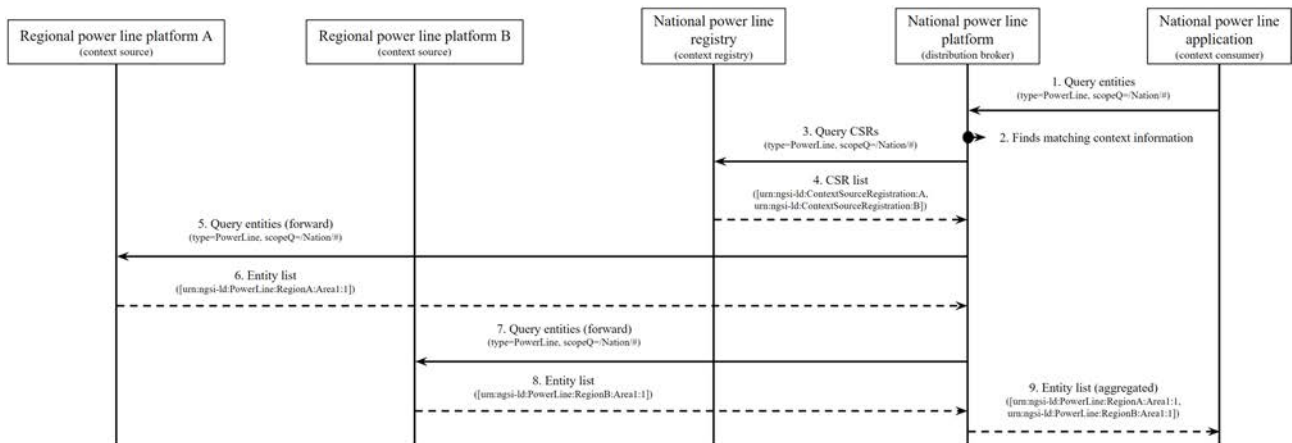 Regional power line platform A
(context source)
Regional power line platform B
(context source)
National power line
registry
(context registry)
National power line
platform
(distribution broker)
National power line
application
(context consumer)
1. Query entities
(type=PowerLine, scopeQ=/Nation/#)
2. Finds matching context information
3. Query CSRs
(type=PowerLine, scopeQ=/Nation/#)
4. CSR list
([urn:ngsi-ld:ContextSourceRegistration:A,
urn:ngsi-ld:ContextSourceRegistration:B])
5. Query entities (forward)
(type=PowerLine, scopeQ=/Nation/#)
6. Entity list
([urn:ngsi-ld:PowerLine:RegionA:Area1:1])
7. Query entities (forward)
(type=PowerLine, scopeQ=/Nation/#)
8. Entity list
([urn:ngsi-ld:PowerLine:RegionB:Area1:1])
9. Entity list (aggregated)
([urn:ngsi-ld:PowerLine:RegionA:Area1:1,
urn:ngsi-ld:PowerLine:RegionB:Area1:1])